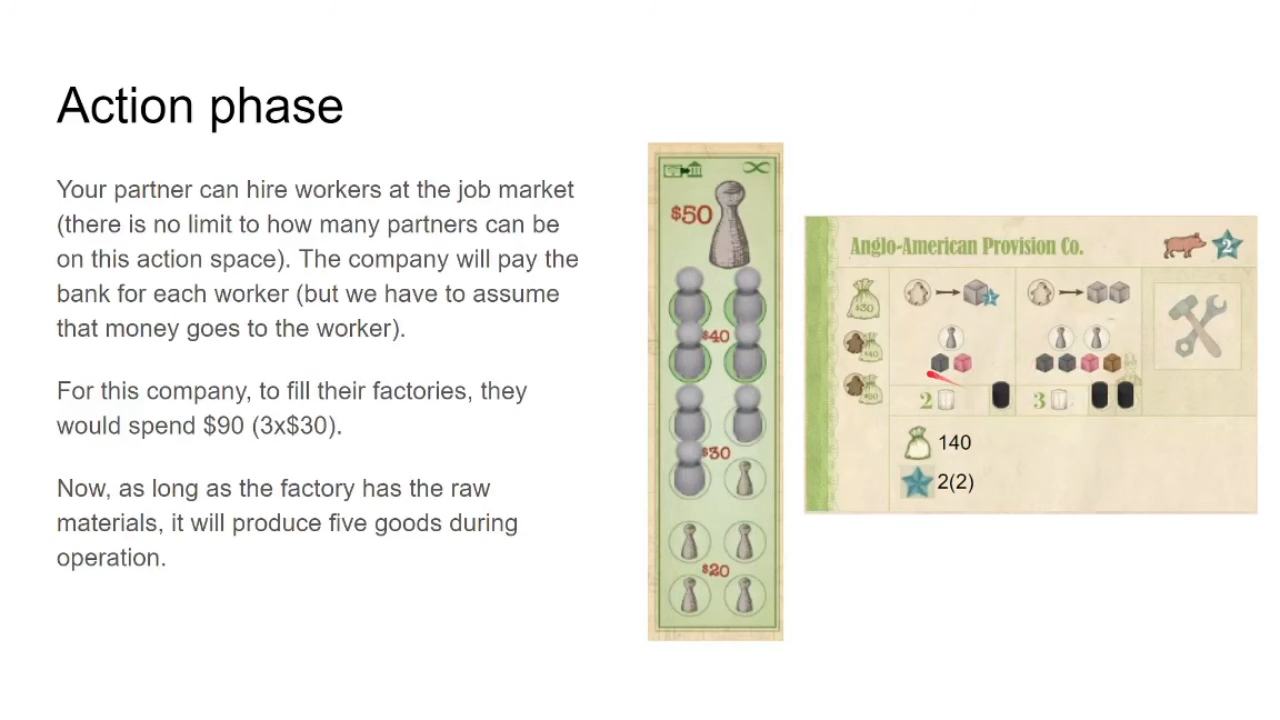 Action phase
Your partner can hire workers at the job market
(there is no limit to how many partners can be
on this action space). The company will pay the
bank for each worker (but we have to assume
that money goes to the worker).
For this company, to fill their factories, they
would spend $90 (3x$30).
Now, as long as the factory has the raw
materials, it will produce five goods during
operation.
$50
$40
$30
$20
Anglo-American Provision Co.
2
$30
$40
2
3
140
2(2)